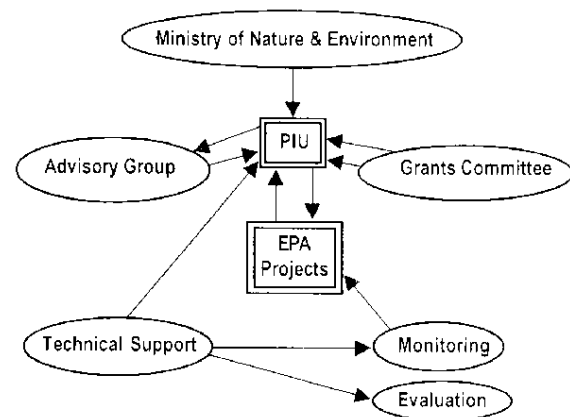 Ministry of Nature & Environment
PIU
Advisory Group
Grants Committee
EPA
Projects
Technical Support
Monitoring
Evaluation